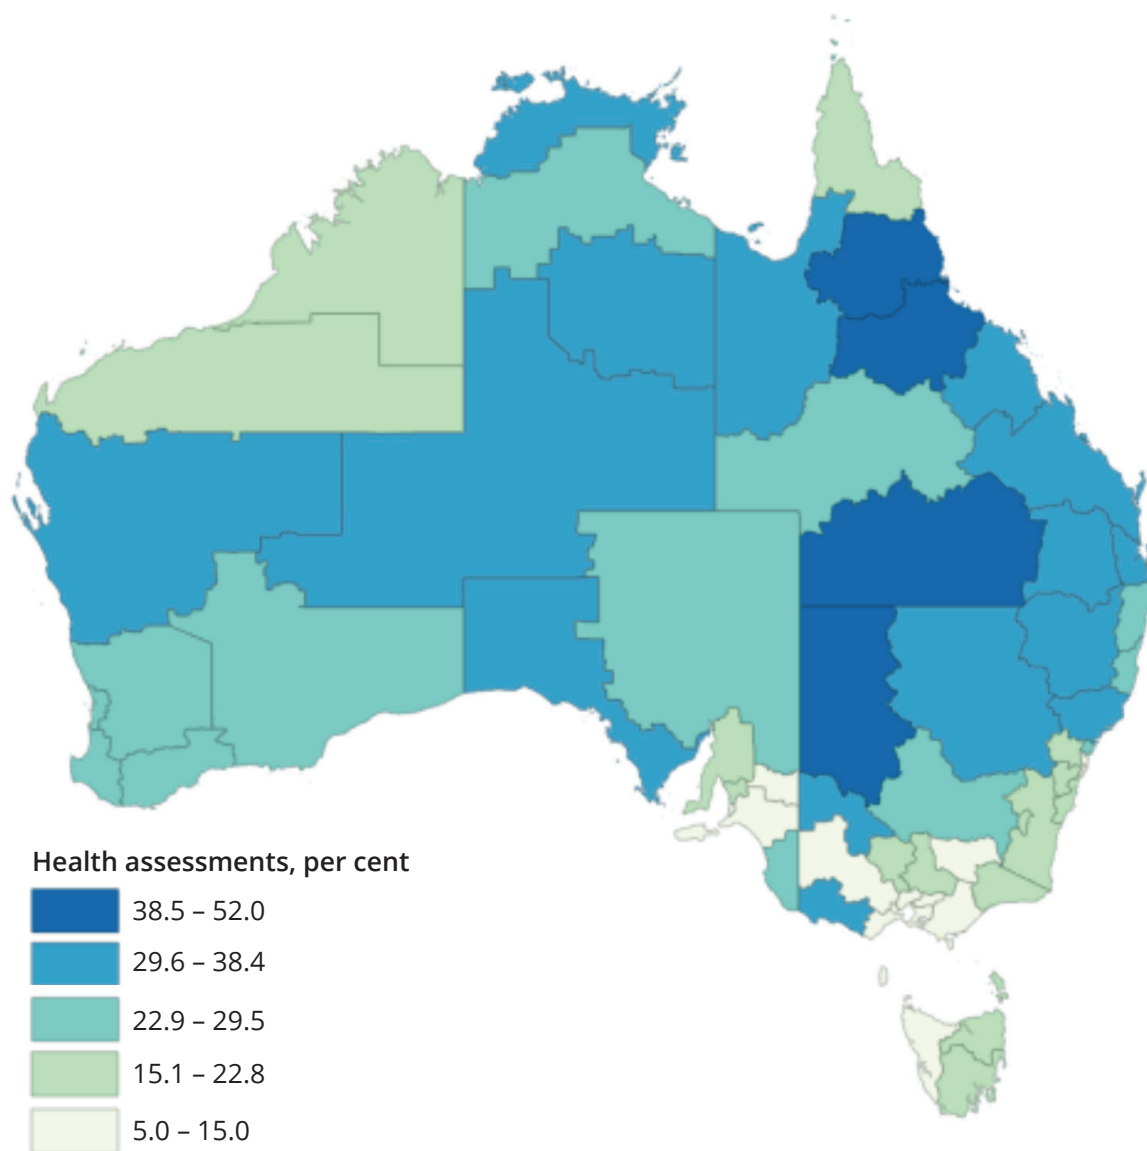 Health assessments, per cent
38.5 – 52.0
29.6 – 38.4
22.9 – 29.5
15.1 – 22.8
5.0 – 15.0